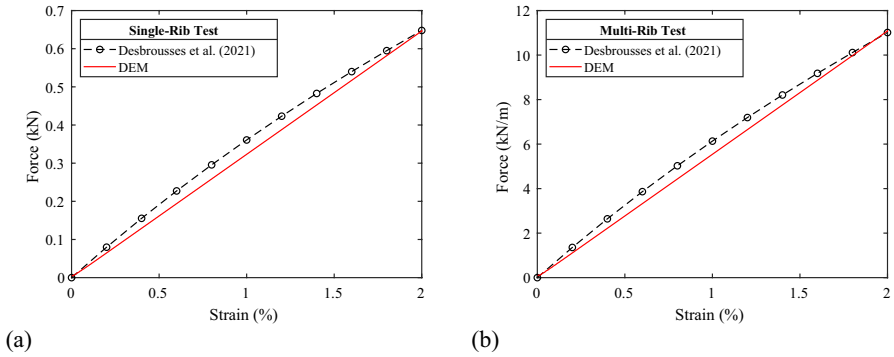 Single-Rib Test
Desbrousses et al. (2021)
DEM
0.7
0.6
0.5
0.4
0.3
0.2
0.1
0
Force (kN)
0 0.5 1 1.5 2
Strain (%)
(a)
Multi-Rib Test
Desbrousses et al. (2021)
DEM
12
10
8
6
4
2
0
Force (kN/m)
0 0.5 1 1.5 2
Strain (%)
(b)